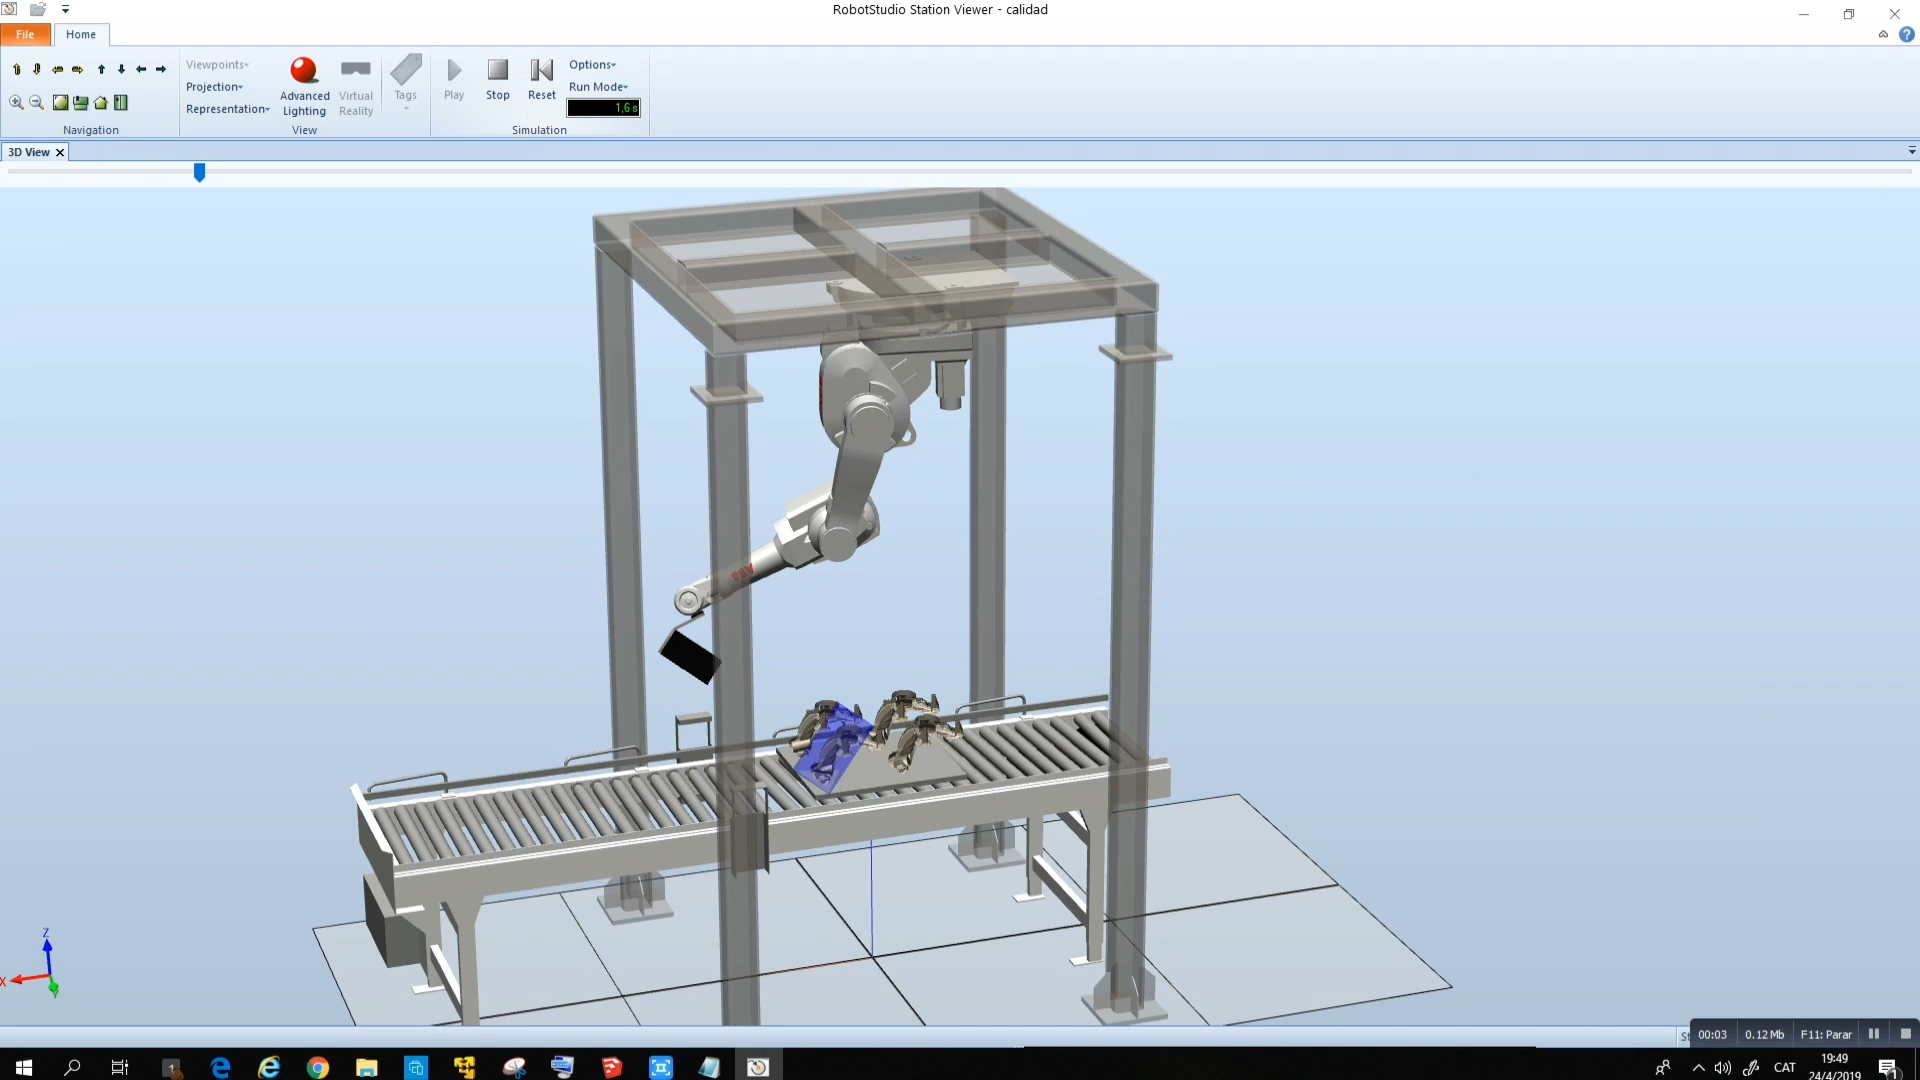 RobotStudio Station Viewer - calidad
File
Home
Viewpoints
Projection
Representation
Advanced
Lighting
Virtual
Reality
Tags
Play
Stop
Reset
Options
Run Mode
1,6 s
Navigation
View
Simulation
3D View
ABB
Z
X
Y
00:03
0.12 Mb
F11: Parar
CAT
19:49
24/4/2019
1